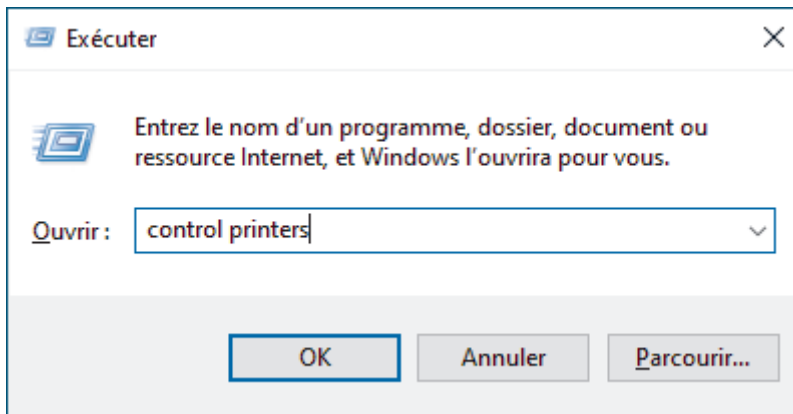 Exécuter
Entrez le nom d’un programme, dossier, document ou
ressource Internet, et Windows l’ouvrira pour vous.
Ouvrir : control printers
OK Annuler Parcourir...